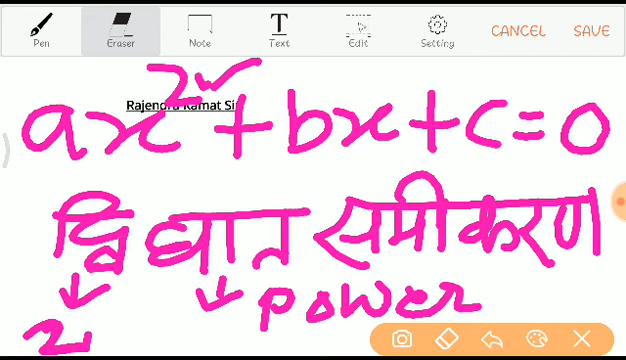 Pen Eraser Note Text Edit Setting CANCEL SAVE
Rajendra Kamat Si
ax²+bx+c=0
द्विघात समीकरण
↓ ↓ power
2